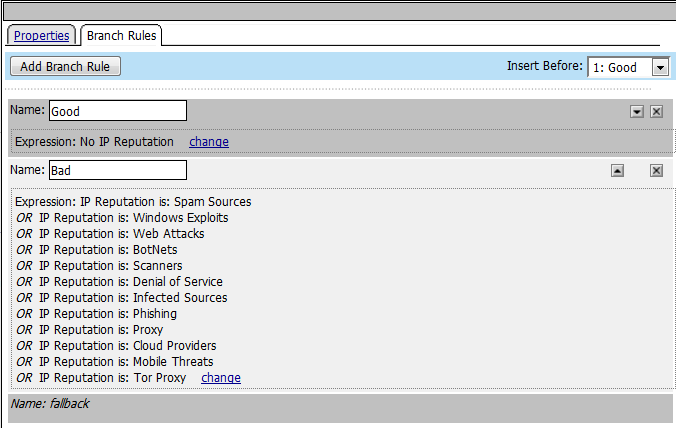 Properties Branch Rules
Add Branch Rule Insert Before: 1: Good
Name: Good
Expression: No IP Reputation change
Name: Bad
Expression: IP Reputation is: Spam Sources
OR IP Reputation is: Windows Exploits
OR IP Reputation is: Web Attacks
OR IP Reputation is: BotNets
OR IP Reputation is: Scanners
OR IP Reputation is: Denial of Service
OR IP Reputation is: Infected Sources
OR IP Reputation is: Phishing
OR IP Reputation is: Proxy
OR IP Reputation is: Cloud Providers
OR IP Reputation is: Mobile Threats
OR IP Reputation is: Tor Proxy change
Name: fallback